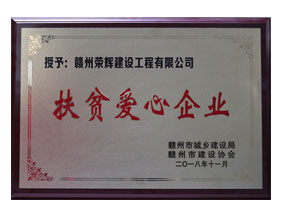 授予：赣州荣辉建设工程有限公司
扶贫爱心企业
赣州市城乡建设局
赣州市建设协会
二〇一八年十一月